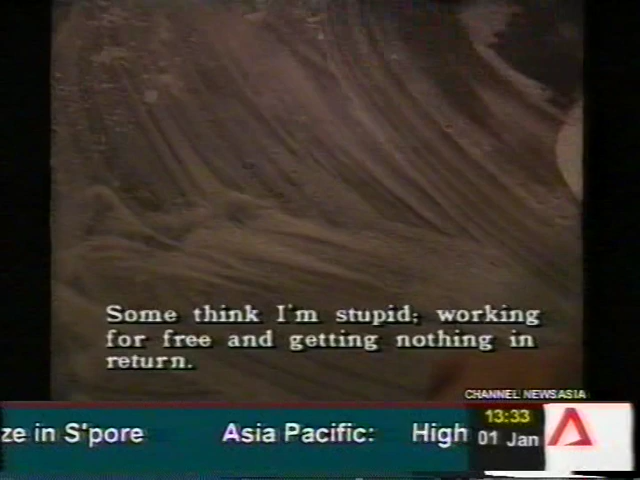 Some think I'm stupid; working
for free and getting nothing in
return.
CHANNEL NEWSASIA
ze in S'pore Asia Pacific: High
13:33
01 Jan